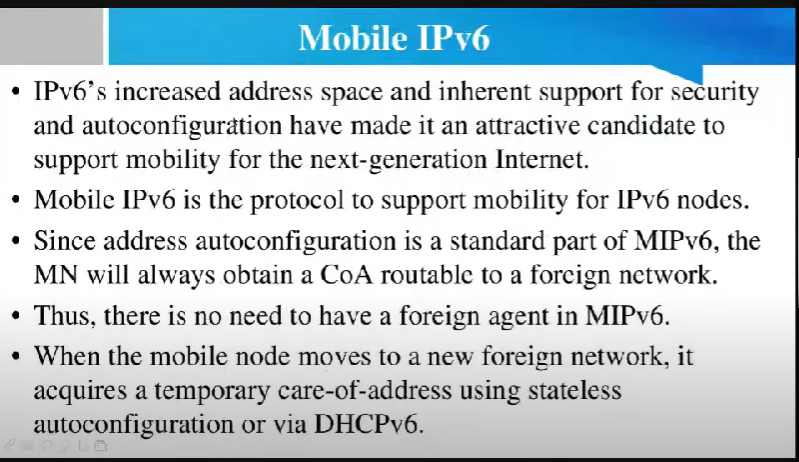 Mobile IPv6
• IPv6's increased address space and inherent support for security
and autoconfiguration have made it an attractive candidate to
support mobility for the next-generation Internet.
• Mobile IPv6 is the protocol to support mobility for IPv6 nodes.
• Since address autoconfiguration is a standard part of MIPv6, the
MN will always obtain a CoA routable to a foreign network.
• Thus, there is no need to have a foreign agent in MIPv6.
• When the mobile node moves to a new foreign network, it
acquires a temporary care-of-address using stateless
autoconfiguration or via DHCPv6.